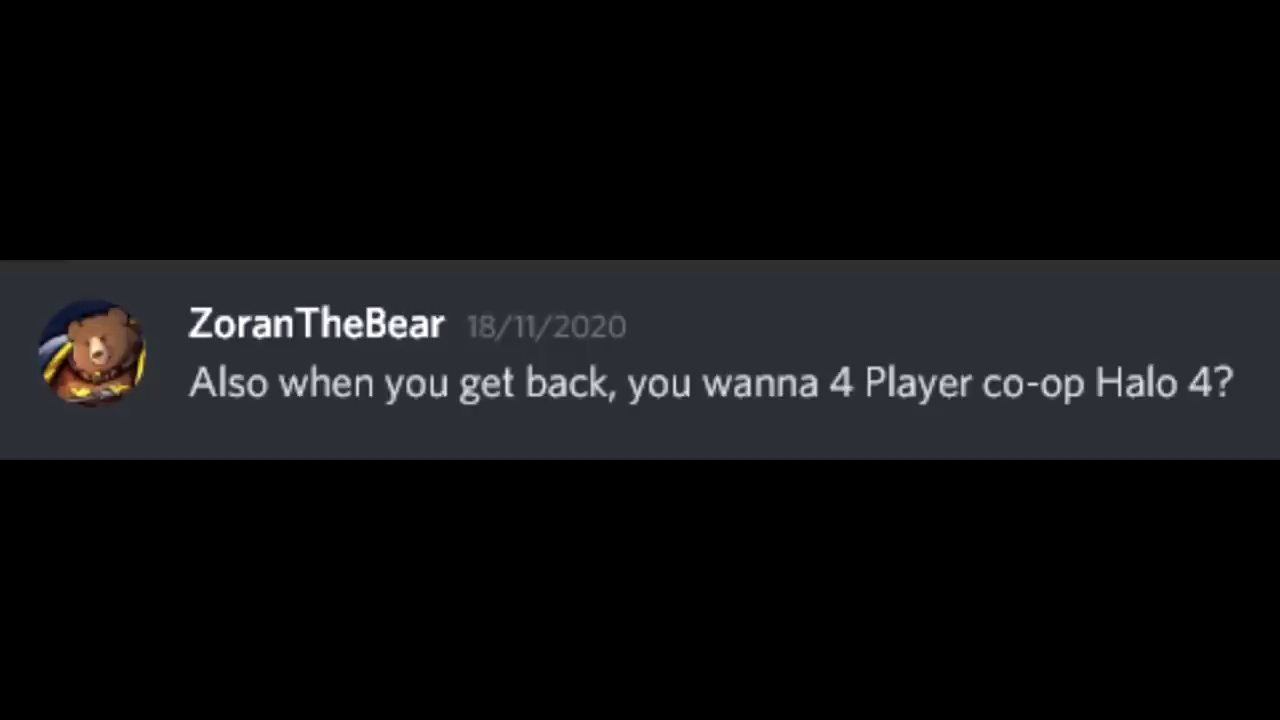 ZoranTheBear 18/11/2020
Also when you get back, you wanna 4 Player co-op Halo 4?